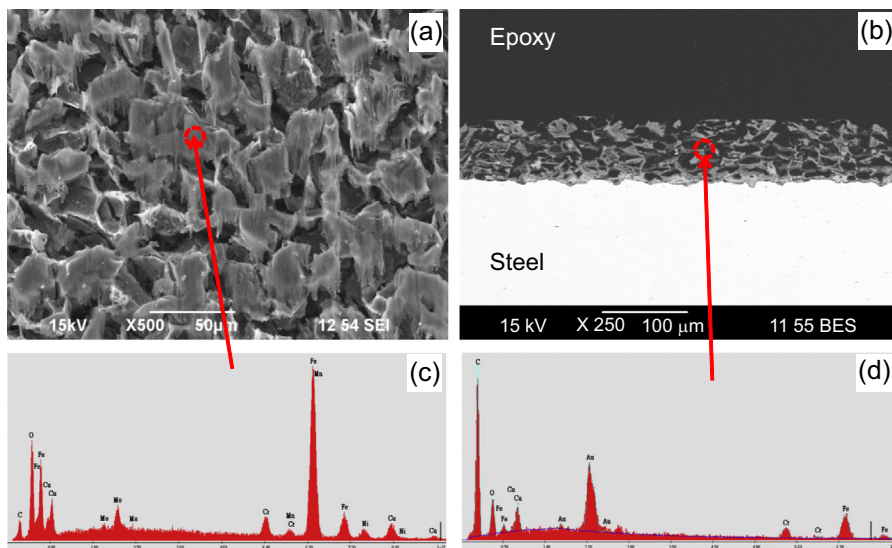 (a)
15kV X500 50μm 12 54 SEI
Epoxy
(b)
Steel
15 kV X 250 100 μm 11 55 BES
(c)
Fe
Mn
O
Fe
Fe
Cu
Cu
C
Mo
Mo
Mo
Cr
Mn
Cr
Fe
Ni
Cu
Ni
Cu
(d)
C
O
Fe
Fe
Cu
Cu
Au
Au
Au
Cr
Cr
Fe
Fe